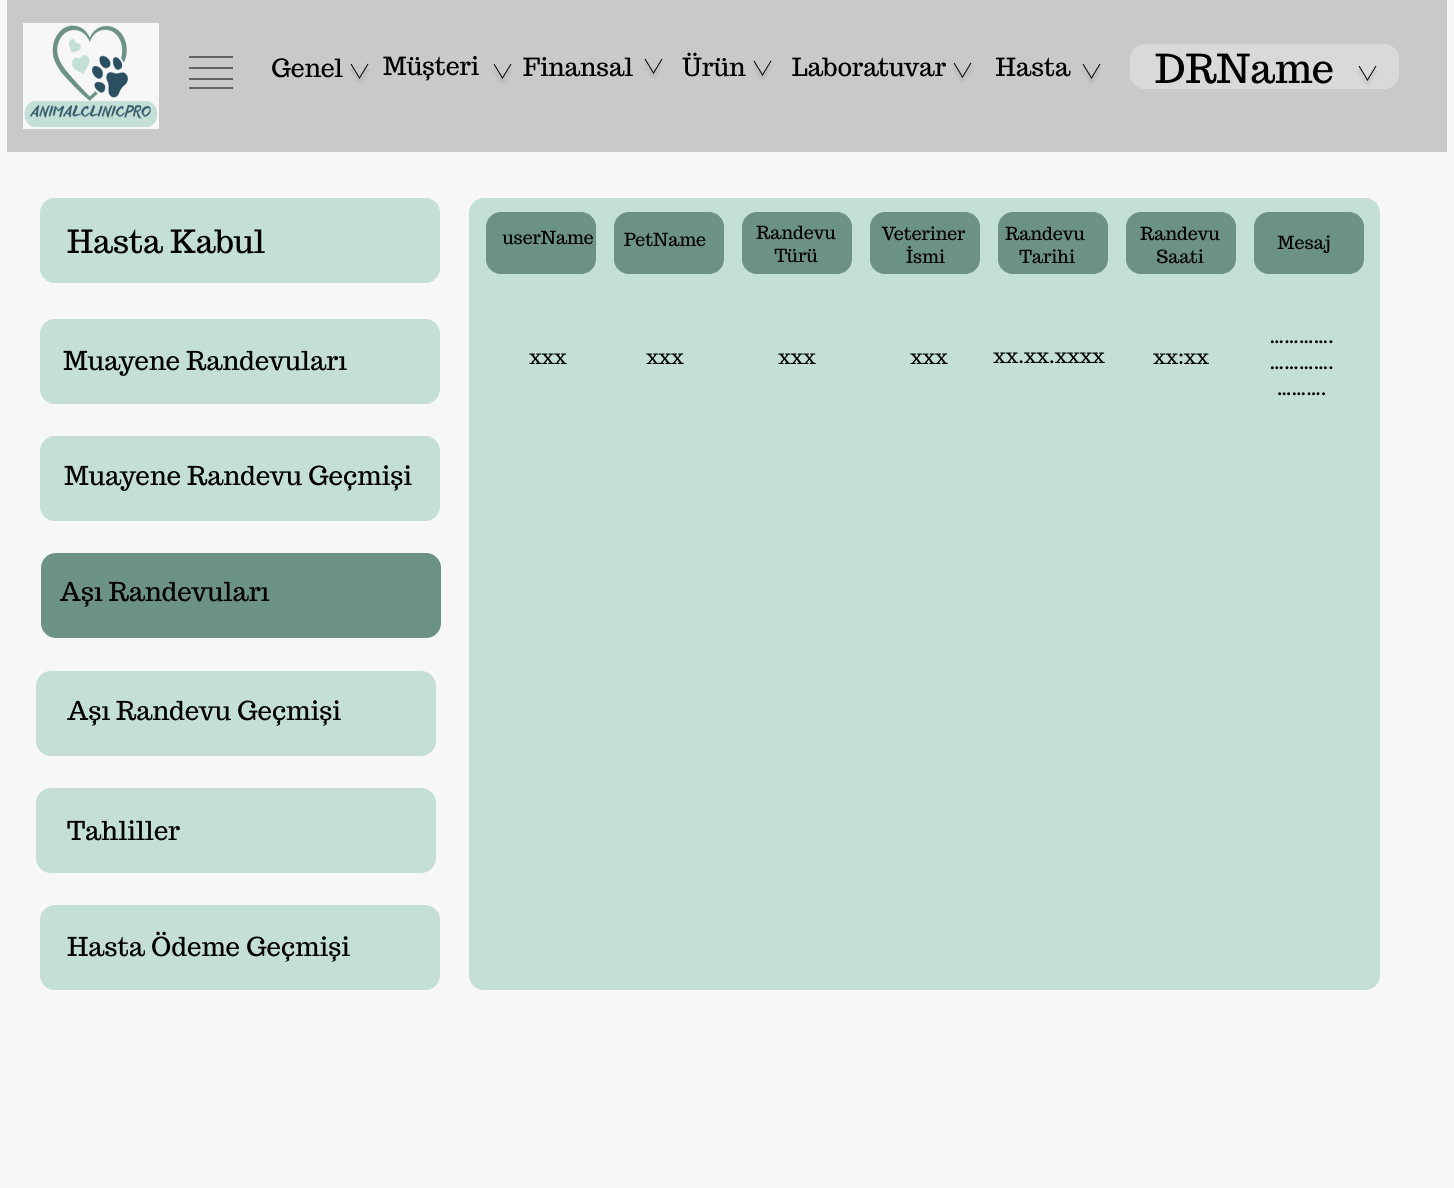 ANIMALCLINICPRO
Genel Müşteri Finansal Ürün Laboratuvar Hasta DRName
Hasta Kabul
Muayene Randevuları
Muayene Randevu Geçmişi
Aşı Randevuları
Aşı Randevu Geçmişi
Tahliller
Hasta Ödeme Geçmişi
userName
PetName
Randevu
Türü
Veteriner
İsmi
Randevu
Tarihi
Randevu
Saati
Mesaj
xxx xxx xxx xxx xx.xx.xxxx xx:xx
.............
.............
..........